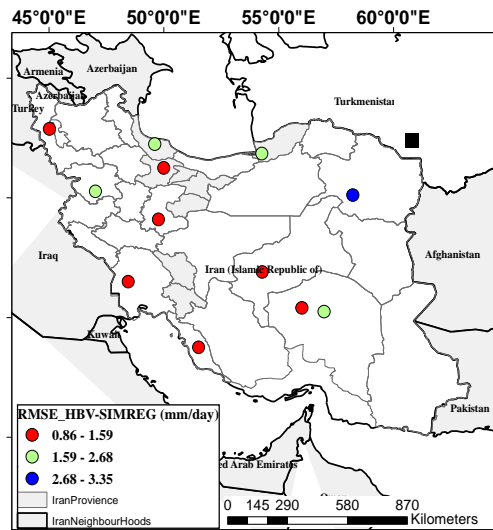 45°0'0"E 50°0'0"E 55°0'0"E 60°0'0"E
Armenia
Azerbaijan
Azerbaijan
Turkey
Turkmenistan
Iraq
Iran (Islamic Republic of)
Afghanistan
Kuwait
Pakistan
ed Arab Emirates
RMSE_HBV-SIMREG (mm/day)
0.86 - 1.59
1.59 - 2.68
2.68 - 3.35
IranProvience
IranNeighbourHoods
0 145 290 580 870
Kilometers